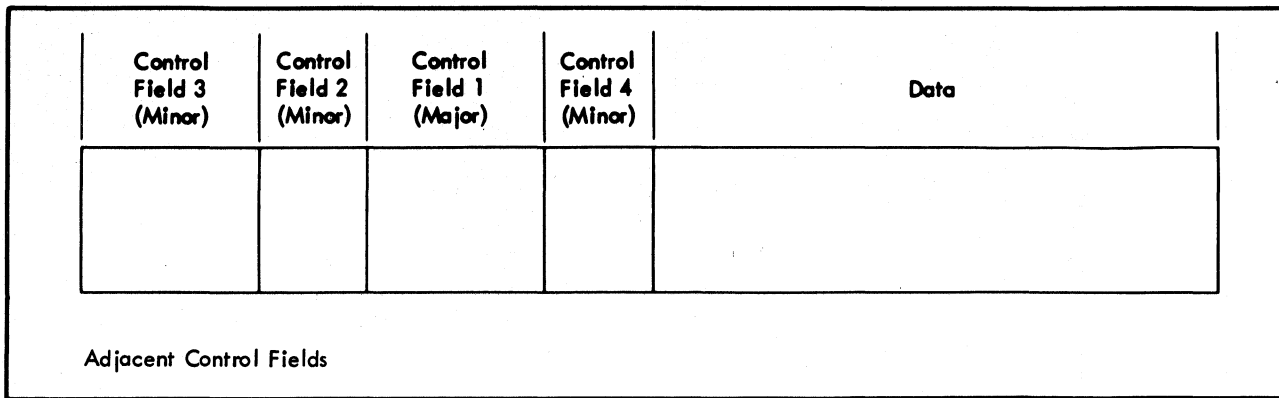 Control
Field 3
(Minor)
Control
Field 2
(Minor)
Control
Field 1
(Major)
Control
Field 4
(Minor)
Data
Adjacent Control Fields